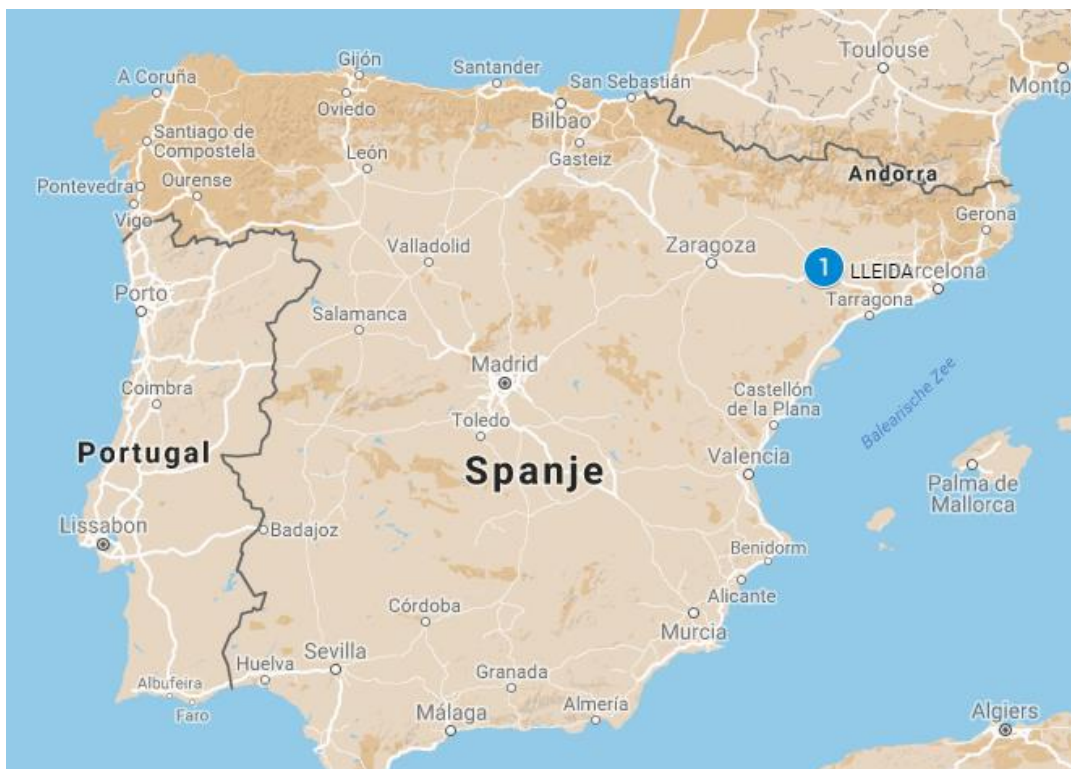 Toulouse
Montp
Gijón
A Coruña
Santander
San Sebastián
Oviedo
Bilbao
Santiago de
Compostela
León
Gasteiz
Andorra
Pontevedra
Ourense
Vigo
Gerona
Valladolid
Zaragoza
1
LLEIDA
Barcelona
Porto
Tarragona
Salamanca
Madrid
Coimbra
Castellón
de la Plana
Balearische Zee
Toledo
Portugal
Spanje
Valencia
Palma de
Mallorca
Lissabon
Badajoz
Benidorm
Alicante
Córdoba
Murcia
Sevilla
Huelva
Granada
Albufeira
Faro
Almería
Málaga
Algiers